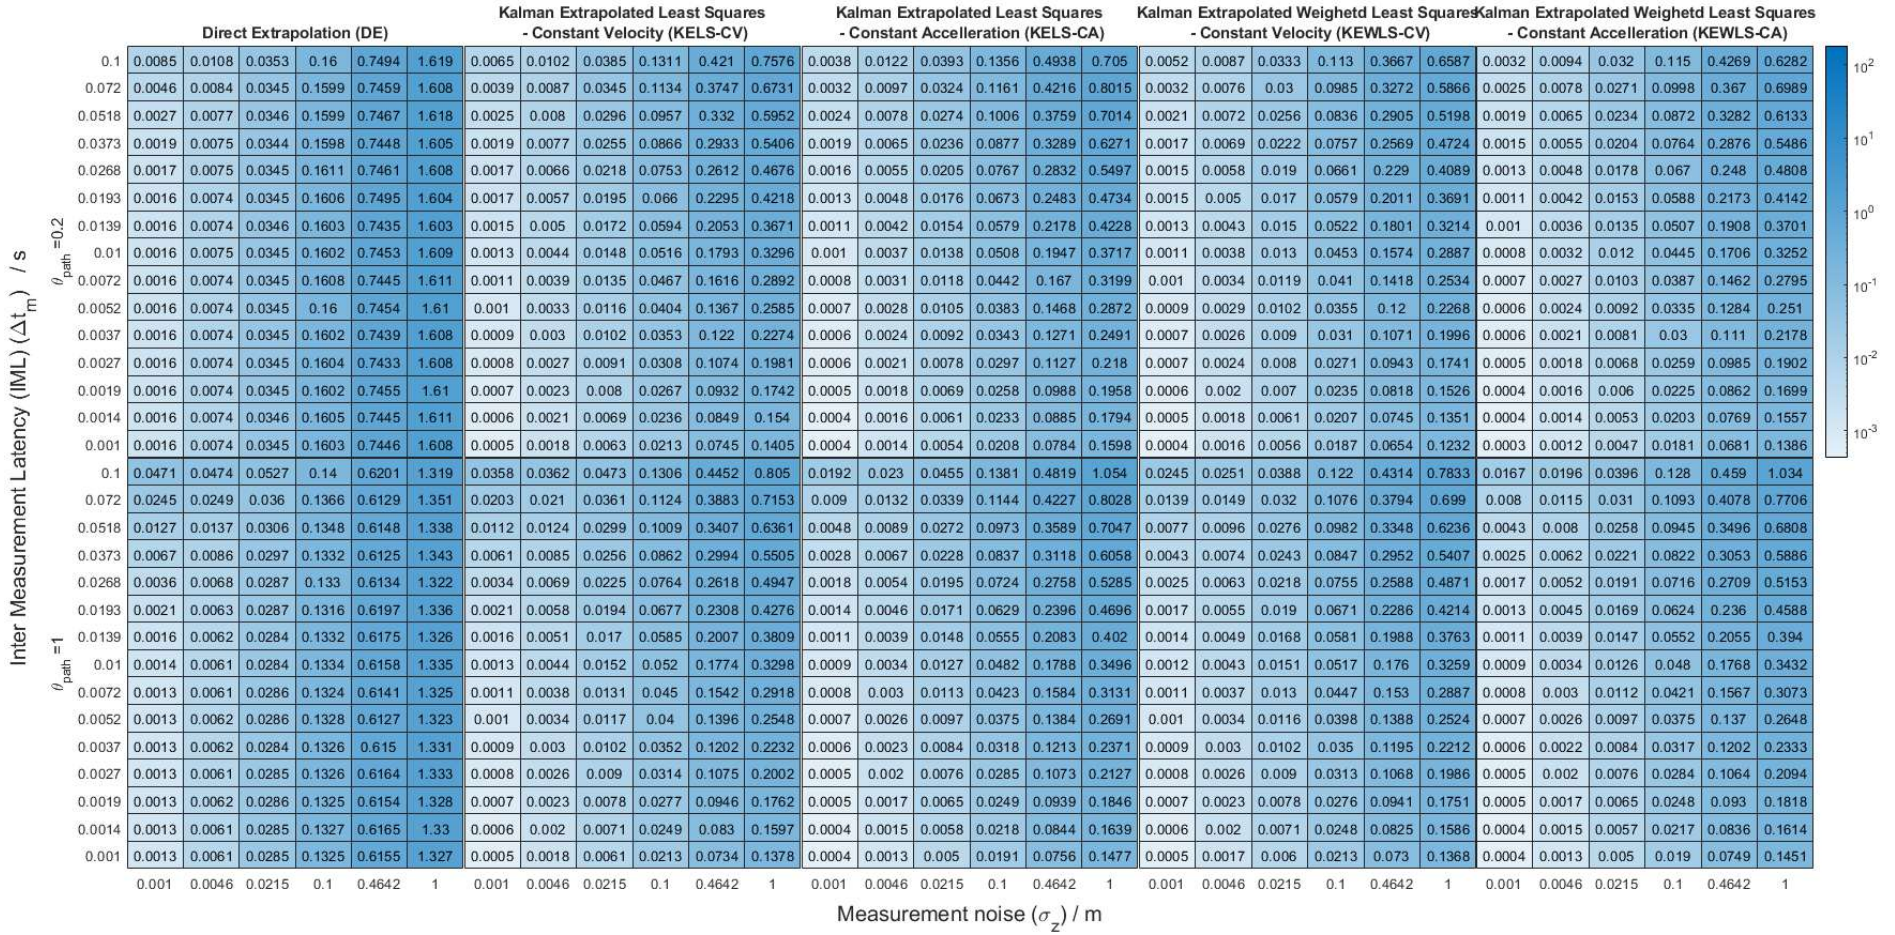 Direct Extrapolation (DE)
Kalman Extrapolated Least Squares
- Constant Velocity (KELS-CV)
Kalman Extrapolated Least Squares
- Constant Accelleration (KELS-CA)
Kalman Extrapolated Weighetd Least Squares
- Constant Velocity (KEWLS-CV)
Kalman Extrapolated Weighetd Least Squares
- Constant Accelleration (KEWLS-CA)
Inter Measurement Latency (IML) (Δt_m) / s
θ_path =0.2
0.1 0.0085 0.0108 0.0353 0.16 0.7494 1.619 0.0065 0.0102 0.0385 0.1311 0.421 0.7576 0.0038 0.0122 0.0393 0.1356 0.4938 0.705 0.0052 0.0087 0.0333 0.113 0.3667 0.6587 0.0032 0.0094 0.032 0.115 0.4269 0.6282
0.072 0.0046 0.0084 0.0345 0.1599 0.7459 1.608 0.0039 0.0087 0.0345 0.1134 0.3747 0.6731 0.0032 0.0097 0.0324 0.1161 0.4216 0.8015 0.0032 0.0076 0.03 0.0985 0.3272 0.5866 0.0025 0.0078 0.0271 0.0998 0.367 0.6989
0.0518 0.0027 0.0077 0.0346 0.1599 0.7467 1.618 0.0025 0.008 0.0296 0.0957 0.332 0.5952 0.0024 0.0078 0.0274 0.1006 0.3759 0.7014 0.0021 0.0072 0.0256 0.0836 0.2905 0.5198 0.0019 0.0065 0.0234 0.0872 0.3282 0.6133
0.0373 0.0019 0.0075 0.0344 0.1598 0.7448 1.605 0.0019 0.0077 0.0255 0.0866 0.2933 0.5406 0.0019 0.0065 0.0236 0.0877 0.3289 0.6271 0.0017 0.0069 0.0222 0.0757 0.2569 0.4724 0.0015 0.0055 0.0204 0.0764 0.2876 0.5486
0.0268 0.0017 0.0075 0.0345 0.1611 0.7461 1.608 0.0017 0.0066 0.0218 0.0753 0.2612 0.4676 0.0016 0.0055 0.0205 0.0767 0.2832 0.5497 0.0015 0.0058 0.019 0.0661 0.229 0.4089 0.0013 0.0048 0.0178 0.067 0.248 0.4808
0.0193 0.0016 0.0074 0.0345 0.1606 0.7495 1.604 0.0017 0.0057 0.0195 0.066 0.2295 0.4218 0.0013 0.0048 0.0176 0.0673 0.2483 0.4734 0.0015 0.005 0.017 0.0579 0.2011 0.3691 0.0011 0.0042 0.0153 0.0588 0.2173 0.4142
0.0139 0.0016 0.0074 0.0346 0.1603 0.7435 1.603 0.0015 0.005 0.0172 0.0594 0.2053 0.3671 0.0011 0.0042 0.0154 0.0579 0.2178 0.4228 0.0013 0.0043 0.015 0.0522 0.1801 0.3214 0.001 0.0036 0.0135 0.0507 0.1908 0.3701
0.01 0.0016 0.0075 0.0345 0.1602 0.7453 1.609 0.0013 0.0044 0.0148 0.0516 0.1793 0.3296 0.001 0.0037 0.0138 0.0508 0.1947 0.3717 0.0011 0.0038 0.013 0.0453 0.1574 0.2887 0.0008 0.0032 0.012 0.0445 0.1706 0.3252
0.0072 0.0016 0.0074 0.0345 0.1608 0.7445 1.611 0.0011 0.0039 0.0135 0.0467 0.1616 0.2892 0.0008 0.0031 0.0118 0.0442 0.167 0.3199 0.001 0.0034 0.0119 0.041 0.1418 0.2534 0.0007 0.0027 0.0103 0.0387 0.1462 0.2795
0.0052 0.0016 0.0074 0.0345 0.16 0.7454 1.61 0.001 0.0033 0.0116 0.0404 0.1367 0.2585 0.0007 0.0028 0.0105 0.0383 0.1468 0.2872 0.0009 0.0029 0.0102 0.0355 0.12 0.2268 0.0006 0.0024 0.0092 0.0335 0.1284 0.251
0.0037 0.0016 0.0074 0.0345 0.1602 0.7439 1.608 0.0009 0.003 0.0102 0.0353 0.122 0.2274 0.0006 0.0024 0.0092 0.0343 0.1271 0.2491 0.0007 0.0026 0.009 0.031 0.1071 0.1996 0.0006 0.0021 0.0081 0.03 0.111 0.2178
0.0027 0.0016 0.0074 0.0345 0.1604 0.7433 1.608 0.0008 0.0027 0.0091 0.0308 0.1074 0.1981 0.0006 0.0021 0.0078 0.0297 0.1127 0.218 0.0007 0.0024 0.008 0.0271 0.0943 0.1741 0.0005 0.0018 0.0068 0.0259 0.0985 0.1902
0.0019 0.0016 0.0074 0.0345 0.1602 0.7455 1.61 0.0007 0.0023 0.008 0.0267 0.0932 0.1742 0.0005 0.0018 0.0069 0.0258 0.0988 0.1958 0.0006 0.002 0.007 0.0235 0.0818 0.1526 0.0004 0.0016 0.006 0.0225 0.0862 0.1699
0.0014 0.0016 0.0074 0.0346 0.1605 0.7445 1.611 0.0006 0.0021 0.0069 0.0236 0.0849 0.154 0.0004 0.0016 0.0061 0.0233 0.0885 0.1794 0.0005 0.0018 0.0061 0.0207 0.0745 0.1351 0.0004 0.0014 0.0053 0.0203 0.0769 0.1557
0.001 0.0016 0.0074 0.0345 0.1603 0.7446 1.608 0.0005 0.0018 0.0063 0.0213 0.0745 0.1405 0.0004 0.0014 0.0054 0.0208 0.0784 0.1598 0.0004 0.0016 0.0056 0.0187 0.0654 0.1232 0.0003 0.0012 0.0047 0.0181 0.0681 0.1386
θ_path =1
0.1 0.0471 0.0474 0.0527 0.14 0.6201 1.319 0.0358 0.0362 0.0473 0.1306 0.4452 0.805 0.0192 0.023 0.0455 0.1381 0.4819 1.054 0.0245 0.0251 0.0388 0.122 0.4314 0.7833 0.0167 0.0196 0.0396 0.128 0.459 1.034
0.072 0.0245 0.0249 0.036 0.1366 0.6129 1.351 0.0203 0.021 0.0361 0.1124 0.3883 0.7153 0.009 0.0132 0.0339 0.1144 0.4227 0.8028 0.0139 0.0149 0.032 0.1076 0.3794 0.699 0.008 0.0115 0.031 0.1093 0.4078 0.7706
0.0518 0.0127 0.0137 0.0306 0.1348 0.6148 1.338 0.0112 0.0124 0.0299 0.1009 0.3407 0.6361 0.0048 0.0089 0.0272 0.0973 0.3589 0.7047 0.0077 0.0096 0.0276 0.0982 0.3348 0.6236 0.0043 0.008 0.0258 0.0945 0.3496 0.6808
0.0373 0.0067 0.0086 0.0297 0.1332 0.6125 1.343 0.0061 0.0085 0.0256 0.0862 0.2994 0.5505 0.0028 0.0067 0.0228 0.0837 0.3118 0.6058 0.0043 0.0074 0.0243 0.0847 0.2952 0.5407 0.0025 0.0062 0.0221 0.0822 0.3053 0.5886
0.0268 0.0036 0.0068 0.0287 0.133 0.6134 1.322 0.0034 0.0069 0.0225 0.0764 0.2618 0.4947 0.0018 0.0054 0.0195 0.0724 0.2758 0.5285 0.0025 0.0063 0.0218 0.0755 0.2588 0.4871 0.0017 0.0052 0.0191 0.0716 0.2709 0.5153
0.0193 0.0021 0.0063 0.0287 0.1316 0.6197 1.336 0.0021 0.0058 0.0194 0.0677 0.2308 0.4276 0.0014 0.0046 0.0171 0.0629 0.2396 0.4696 0.0017 0.0055 0.019 0.0671 0.2286 0.4214 0.0013 0.0045 0.0169 0.0624 0.236 0.4588
0.0139 0.0016 0.0062 0.0284 0.1332 0.6175 1.326 0.0016 0.0051 0.017 0.0585 0.2007 0.3809 0.0011 0.0039 0.0148 0.0555 0.2083 0.402 0.0014 0.0049 0.0168 0.0581 0.1988 0.3763 0.0011 0.0039 0.0147 0.0552 0.2055 0.394
0.01 0.0014 0.0061 0.0284 0.1334 0.6158 1.335 0.0013 0.0044 0.0152 0.052 0.1774 0.3298 0.0009 0.0034 0.0127 0.0482 0.1788 0.3496 0.0012 0.0043 0.0151 0.0517 0.176 0.3259 0.0009 0.0034 0.0126 0.048 0.1768 0.3432
0.0072 0.0013 0.0061 0.0286 0.1324 0.6141 1.325 0.0011 0.0038 0.0131 0.045 0.1542 0.2918 0.0008 0.003 0.0113 0.0423 0.1584 0.3131 0.0011 0.0037 0.013 0.0447 0.153 0.2887 0.0008 0.003 0.0112 0.0421 0.1567 0.3073
0.0052 0.0013 0.0062 0.0286 0.1328 0.6127 1.323 0.001 0.0034 0.0117 0.04 0.1396 0.2548 0.0007 0.0026 0.0097 0.0375 0.1384 0.2691 0.001 0.0034 0.0116 0.0398 0.1388 0.2524 0.0007 0.0026 0.0097 0.0375 0.137 0.2648
0.0037 0.0013 0.0062 0.0284 0.1326 0.615 1.331 0.0009 0.003 0.0102 0.0352 0.1202 0.2232 0.0006 0.0023 0.0084 0.0318 0.1213 0.2371 0.0009 0.003 0.0102 0.035 0.1195 0.2212 0.0006 0.0022 0.0084 0.0317 0.1202 0.2333
0.0027 0.0013 0.0061 0.0285 0.1326 0.6164 1.333 0.0008 0.0026 0.009 0.0314 0.1075 0.2002 0.0005 0.002 0.0076 0.0285 0.1073 0.2127 0.0008 0.0026 0.009 0.0313 0.1068 0.1986 0.0005 0.002 0.0076 0.0284 0.1064 0.2094
0.0019 0.0013 0.0062 0.0286 0.1325 0.6154 1.328 0.0007 0.0023 0.0078 0.0277 0.0946 0.1762 0.0005 0.0017 0.0065 0.0249 0.0939 0.1846 0.0007 0.0023 0.0078 0.0276 0.0941 0.1751 0.0005 0.0017 0.0065 0.0248 0.093 0.1818
0.0014 0.0013 0.0061 0.0285 0.1327 0.6165 1.33 0.0006 0.002 0.0071 0.0249 0.083 0.1597 0.0004 0.0015 0.0058 0.0218 0.0844 0.1639 0.0006 0.002 0.0071 0.0248 0.0825 0.1586 0.0004 0.0015 0.0057 0.0217 0.0836 0.1614
0.001 0.0013 0.0061 0.0285 0.1325 0.6155 1.327 0.0005 0.0018 0.0061 0.0213 0.0734 0.1378 0.0004 0.0013 0.005 0.0191 0.0756 0.1477 0.0005 0.0017 0.006 0.0213 0.073 0.1368 0.0004 0.0013 0.005 0.019 0.0749 0.1451
0.001 0.0046 0.0215 0.1 0.4642 1 0.001 0.0046 0.0215 0.1 0.4642 1 0.001 0.0046 0.0215 0.1 0.4642 1 0.001 0.0046 0.0215 0.1 0.4642 1 0.001 0.0046 0.0215 0.1 0.4642 1
Measurement noise (σ_z) / m
10^2
10^1
10^0
10^-1
10^-2
10^-3